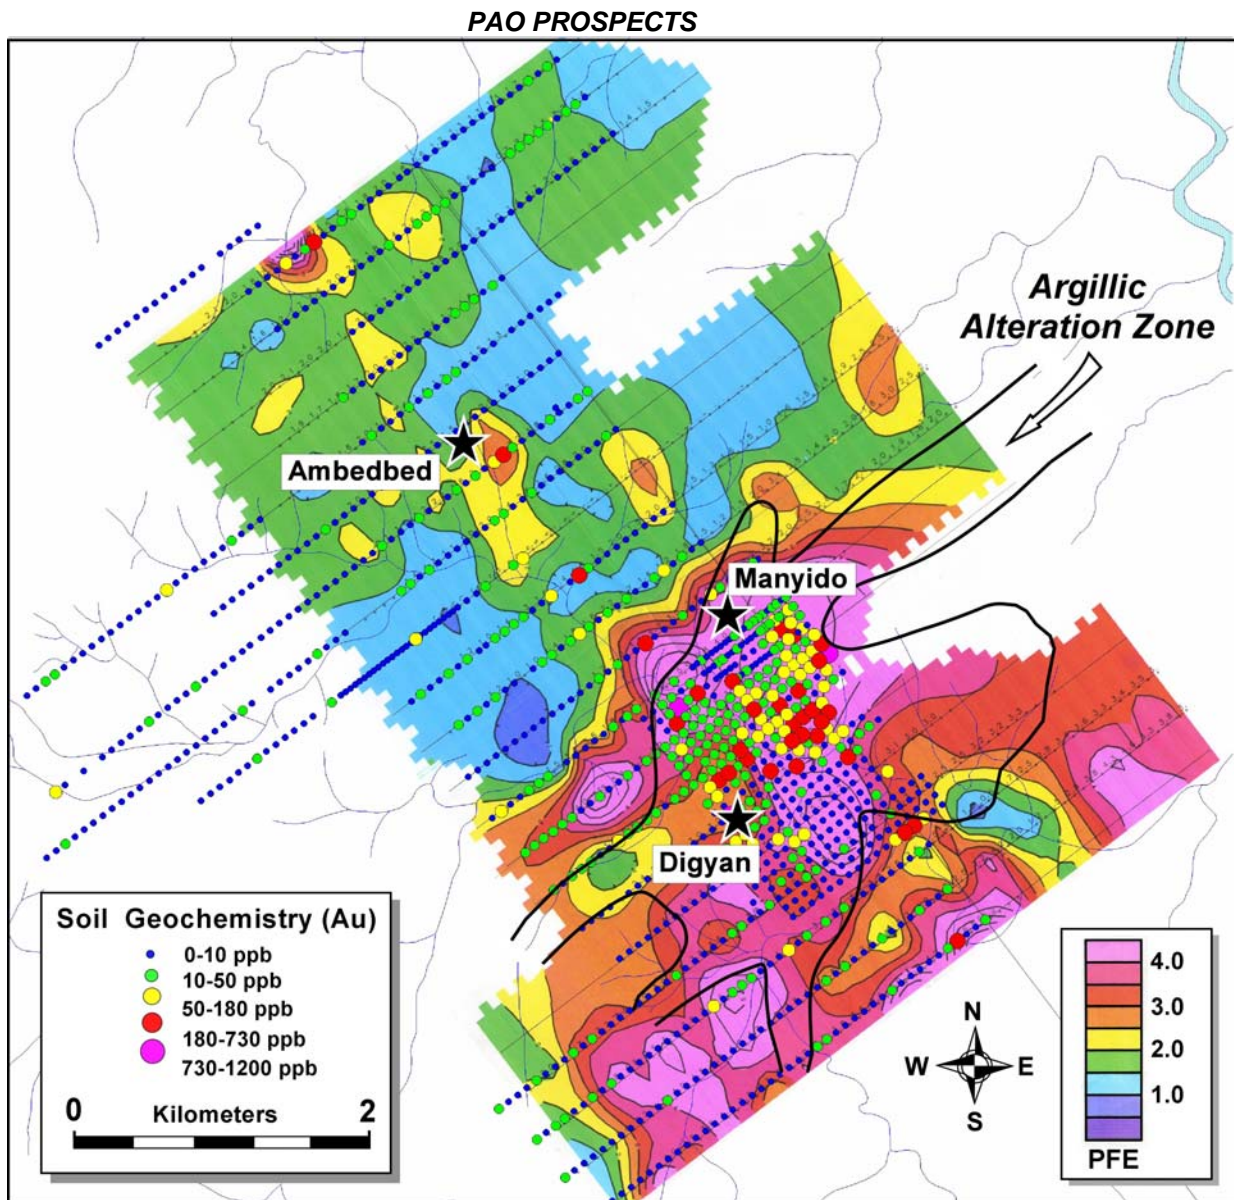 PAO PROSPECTS
Argillic
Alteration Zone
Ambedbed
Manyido
Digyan
Soil Geochemistry (Au)
0-10 ppb
10-50 ppb
50-180 ppb
180-730 ppb
730-1200 ppb
0 Kilometers 2
N
W E
S
4.0
3.0
2.0
1.0
PFE